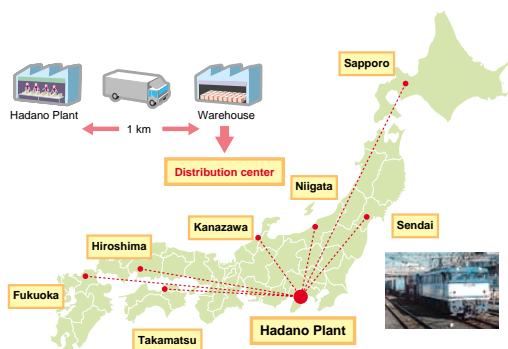 Sapporo
Hadano Plant
Warehouse
1 km
Distribution center
Niigata
Kanazawa
Sendai
Hiroshima
Fukuoka
Hadano Plant
Takamatsu